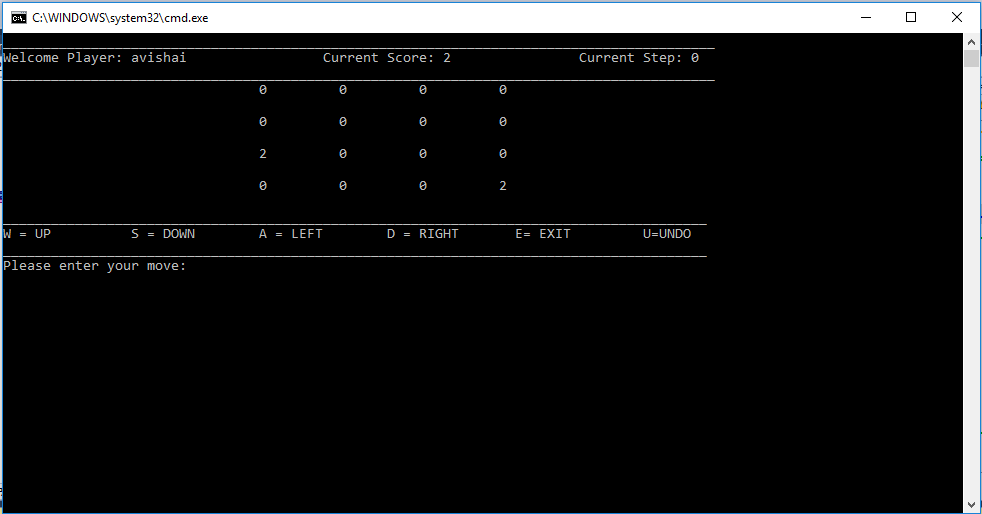 C:\WINDOWS\system32\cmd.exe
Welcome Player: avishai Current Score: 2 Current Step: 0
0 0 0 0
0 0 0 0
2 0 0 0
0 0 0 2
W = UP S = DOWN A = LEFT D = RIGHT E= EXIT U=UNDO
Please enter your move: